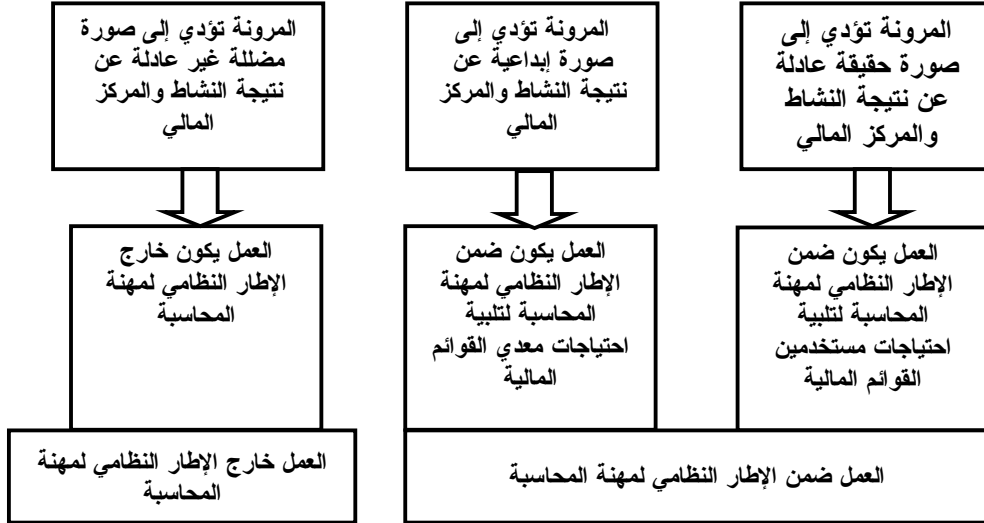 المرونة تؤدي إلى
صورة حقيقة عادلة
عن نتيجة النشاط
والمركز المالي
المرونة تؤدي إلى
صورة إبداعية عن
نتيجة النشاط والمركز
المالي
المرونة تؤدي إلى صورة
مضللة غير عادلة عن
نتيجة النشاط والمركز
المالي
العمل يكون ضمن
الإطار النظامي لمهنة
المحاسبة لتلبية
احتياجات مستخدمين
القوائم المالية
العمل يكون ضمن
الإطار النظامي لمهنة
المحاسبة لتلبية
احتياجات معدي القوائم
المالية
العمل يكون خارج
الإطار النظامي لمهنة
المحاسبة
العمل ضمن الإطار النظامي لمهنة المحاسبة
العمل خارج الإطار النظامي لمهنة
المحاسبة